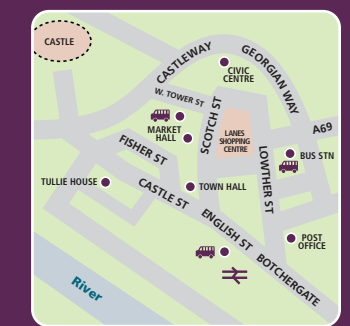 CASTLE
CASTLEWAY
GEORGIAN WAY
CIVIC
CENTRE
W. TOWER ST
SCOTCH ST
MARKET
HALL
LANES
SHOPPING
CENTRE
A69
FISHER ST
LOWTHER ST
BUS STN
TULLIE HOUSE
CASTLE ST
TOWN HALL
ENGLISH ST
POST
OFFICE
BOTCHERGATE
River